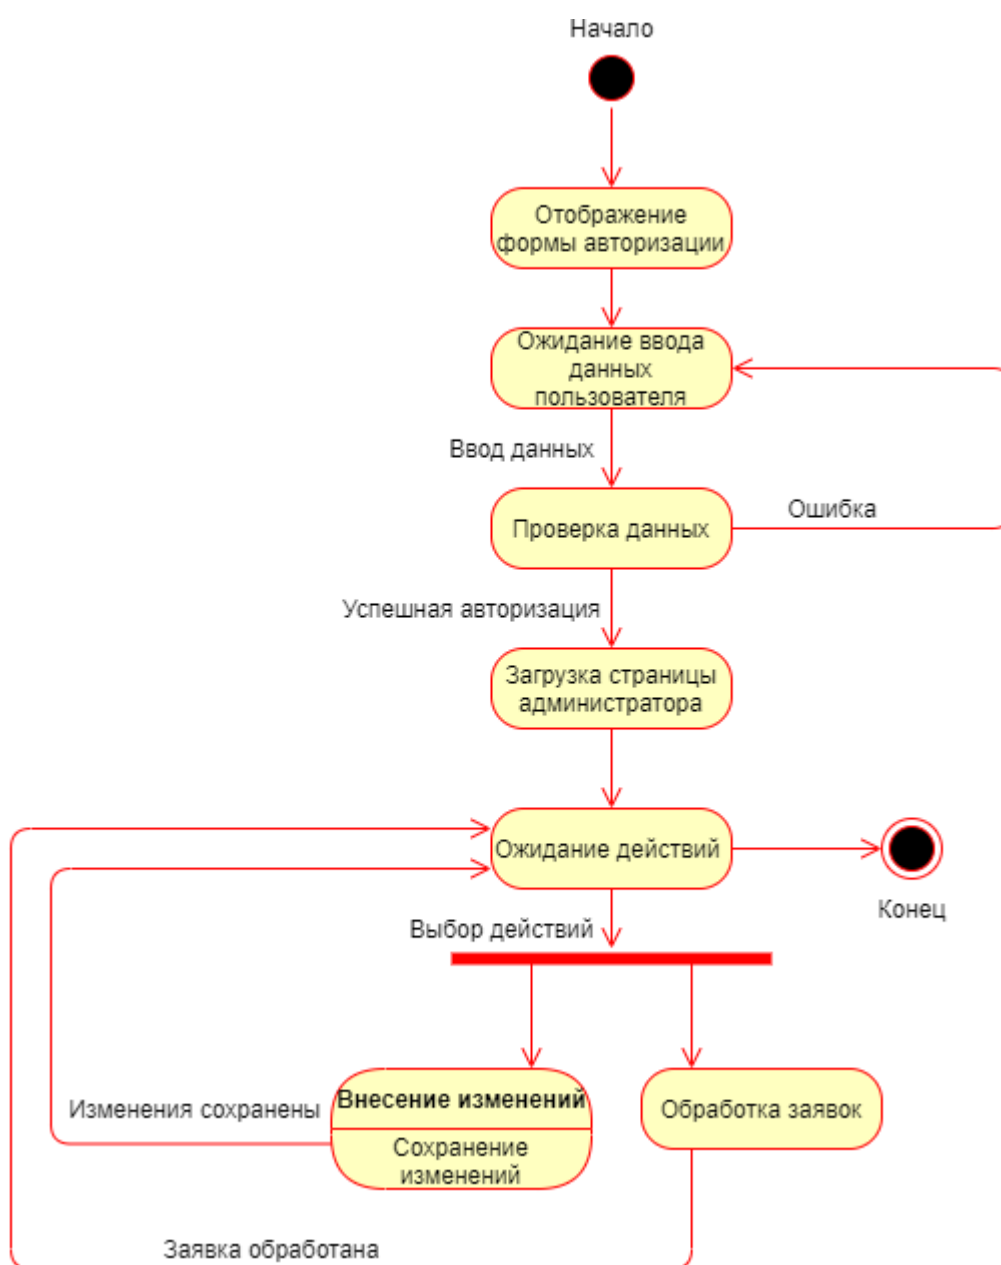 Начало
Отображение
формы авторизации
Ожидание ввода
данных
пользователя
Ввод данных
Проверка данных
Ошибка
Успешная авторизация
Загрузка страницы
администратора
Ожидание действий
Конец
Выбор действий
Внесение изменений
Сохранение
изменений
Обработка заявок
Изменения сохранены
Заявка обработана